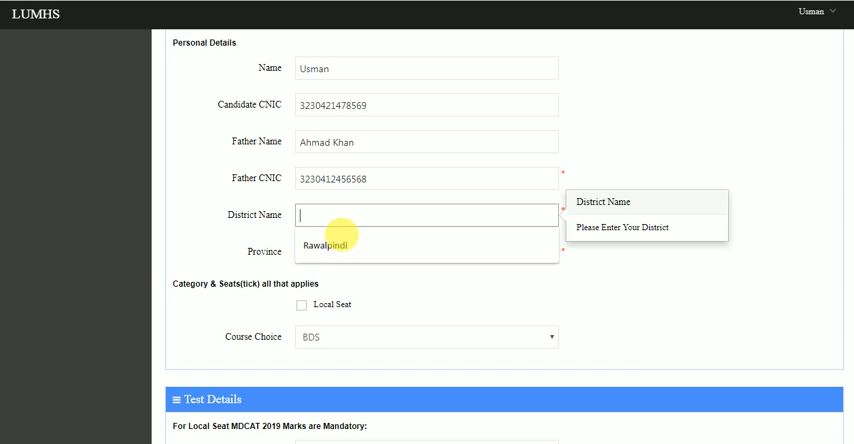 LUMHS
Usman
Personal Details
Name
Usman
Candidate CNIC
3230421478569
Father Name
Ahmad Khan
Father CNIC
3230412456568
*
District Name
*
District Name
Please Enter Your District
Rawalpindi
Province
*
Category & Seats(tick) all that applies
Local Seat
Course Choice
BDS
Test Details
For Local Seat MDCAT 2019 Marks are Mandatory: